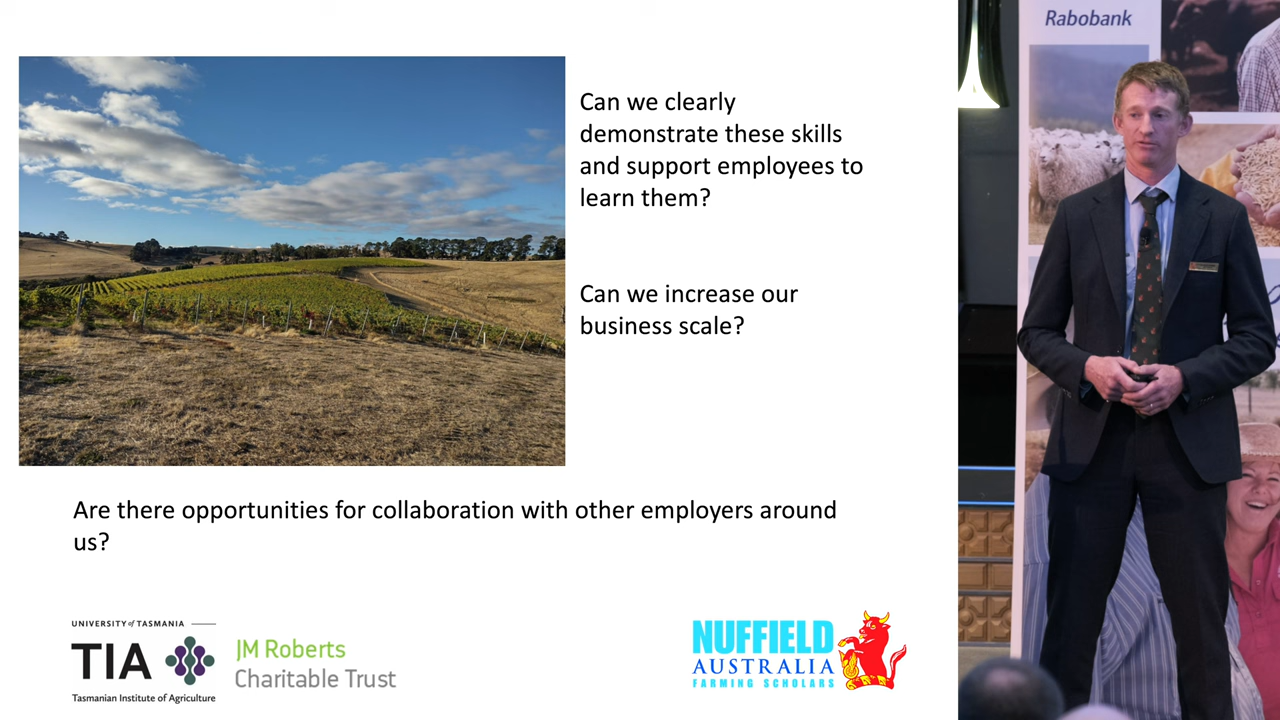 Can we clearly
demonstrate these skills
and support employees to
learn them?
Can we increase our
business scale?
Are there opportunities for collaboration with other employers around
us?
UNIVERSITY of TASMANIA
TIA
Tasmanian Institute of Agriculture
JM Roberts
Charitable Trust
NUFFIELD
AUSTRALIA
FARMING SCHOLARS
Rabobank